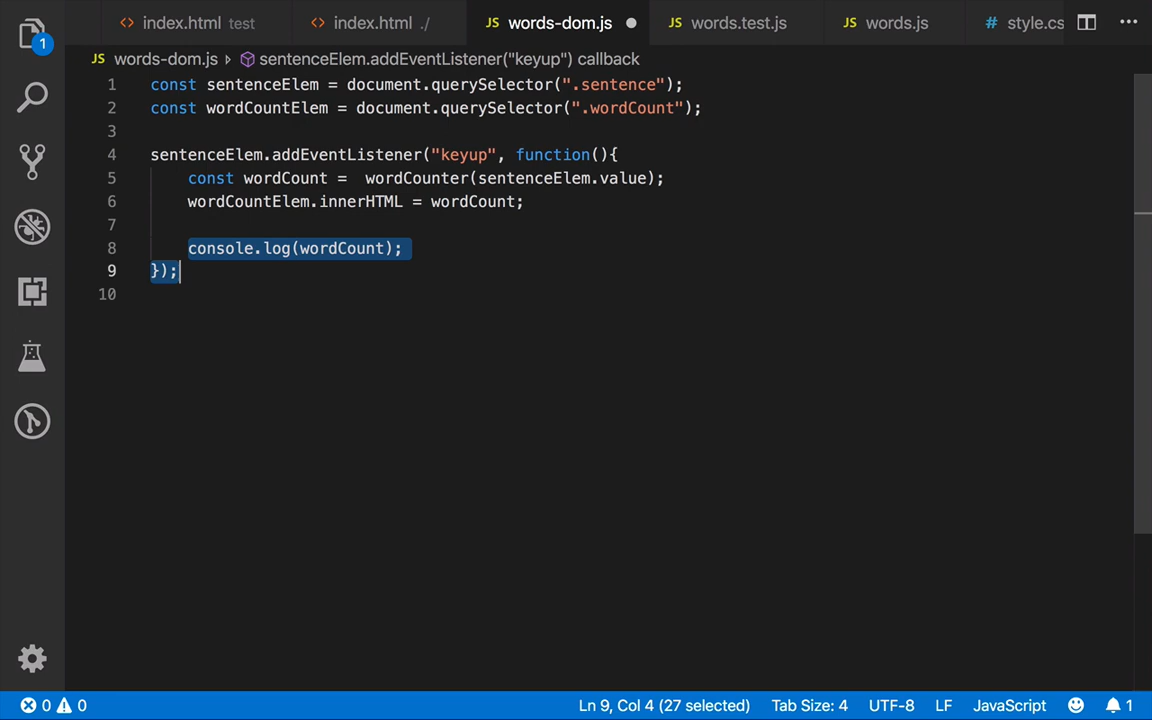 index.html test
index.html ./
JS words-dom.js
JS words.test.js
JS words.js
# style.cs
1
JS words-dom.js sentenceElem.addEventListener("keyup") callback
1 const sentenceElem = document.querySelector(".sentence");
2 const wordCountElem = document.querySelector(".wordCount");
3
4 sentenceElem.addEventListener("keyup", function(){
5 const wordCount =  wordCounter(sentenceElem.value);
6 wordCountElem.innerHTML = wordCount;
7
8 console.log(wordCount);
9 });
10
0 0 Ln 9, Col 4 (27 selected) Tab Size: 4 UTF-8 LF JavaScript 1